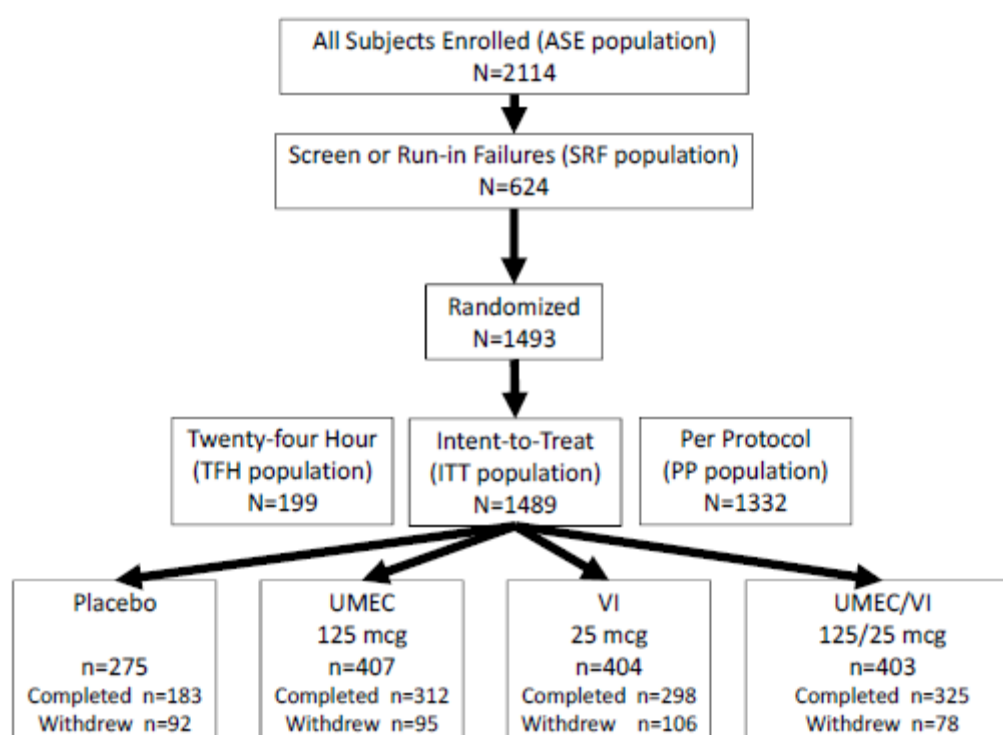 All Subjects Enrolled (ASE population)
N=2114
Screen or Run-in Failures (SRF population)
N=624
Randomized
N=1493
Twenty-four Hour
(TFH population)
N=199
Intent-to-Treat
(ITT population)
N=1489
Per Protocol
(PP population)
N=1332
Placebo
n=275
Completed n=183
Withdrew n=92
UMEC
125 mcg
n=407
Completed n=312
Withdrew n=95
VI
25 mcg
n=404
Completed n=298
Withdrew n=106
UMEC/VI
125/25 mcg
n=403
Completed n=325
Withdrew n=78